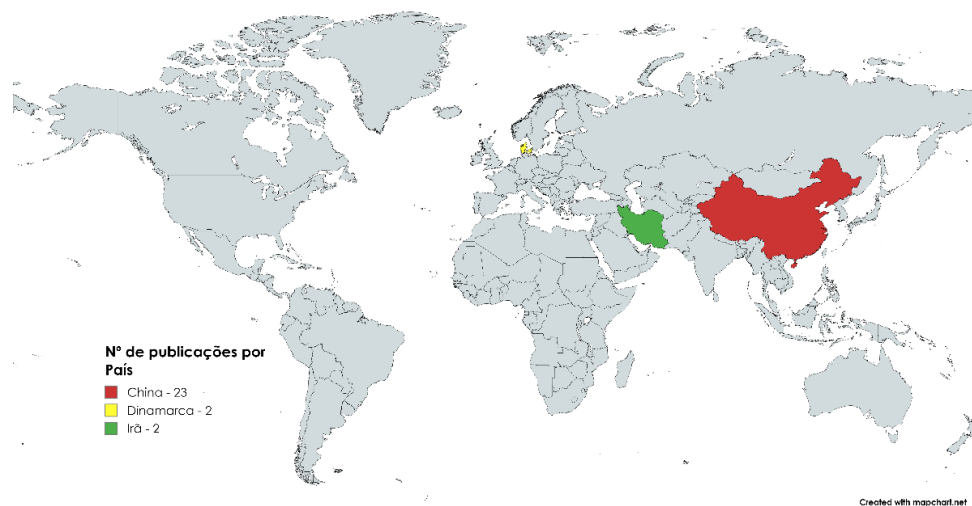 Nº de publicações por
País
China - 23
Dinamarca - 2
Irã - 2
Created with mapchart.net